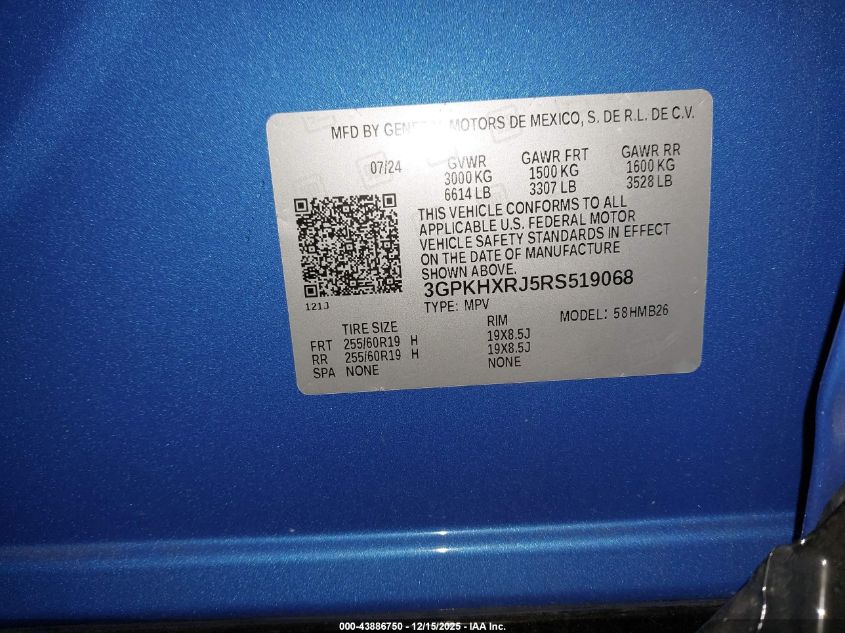 MFD BY GENERAL MOTORS DE MEXICO, S. DE R.L. DE C.V.
07/24 GVWR GAWR FRT GAWR RR
3000 KG 1500 KG 1600 KG
6614 LB 3307 LB 3528 LB
THIS VEHICLE CONFORMS TO ALL
APPLICABLE U.S. FEDERAL MOTOR
VEHICLE SAFETY STANDARDS IN EFFECT
ON THE DATE OF MANUFACTURE
SHOWN ABOVE.
3GPKHXRJ5RS519068
121J
TYPE: MPV MODEL: 58HMB26
TIRE SIZE RIM
FRT 255/60R19 H 19X8.5J
RR 255/60R19 H 19X8.5J
SPA NONE NONE
000-43886750 - 12/15/2025 - IAA Inc.